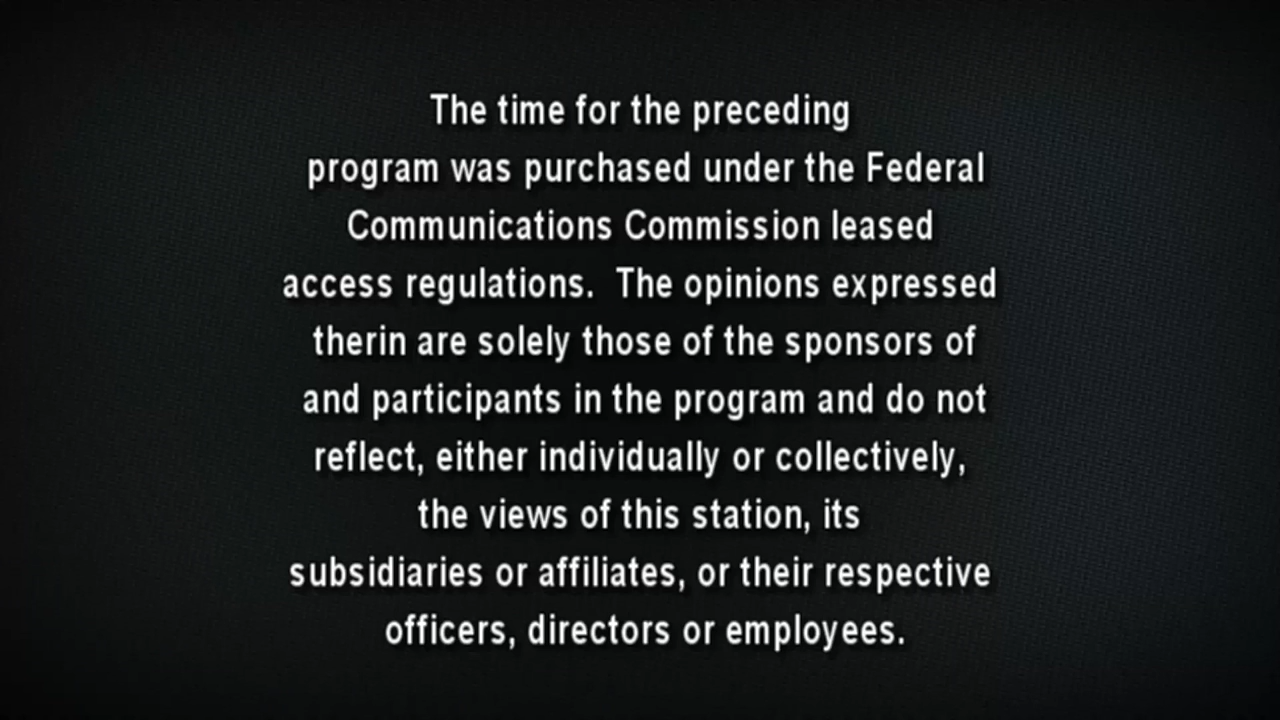 The time for the preceding
program was purchased under the Federal
Communications Commission leased
access regulations.  The opinions expressed
therin are solely those of the sponsors of
and participants in the program and do not
reflect, either individually or collectively,
the views of this station, its
subsidiaries or affiliates, or their respective
officers, directors or employees.